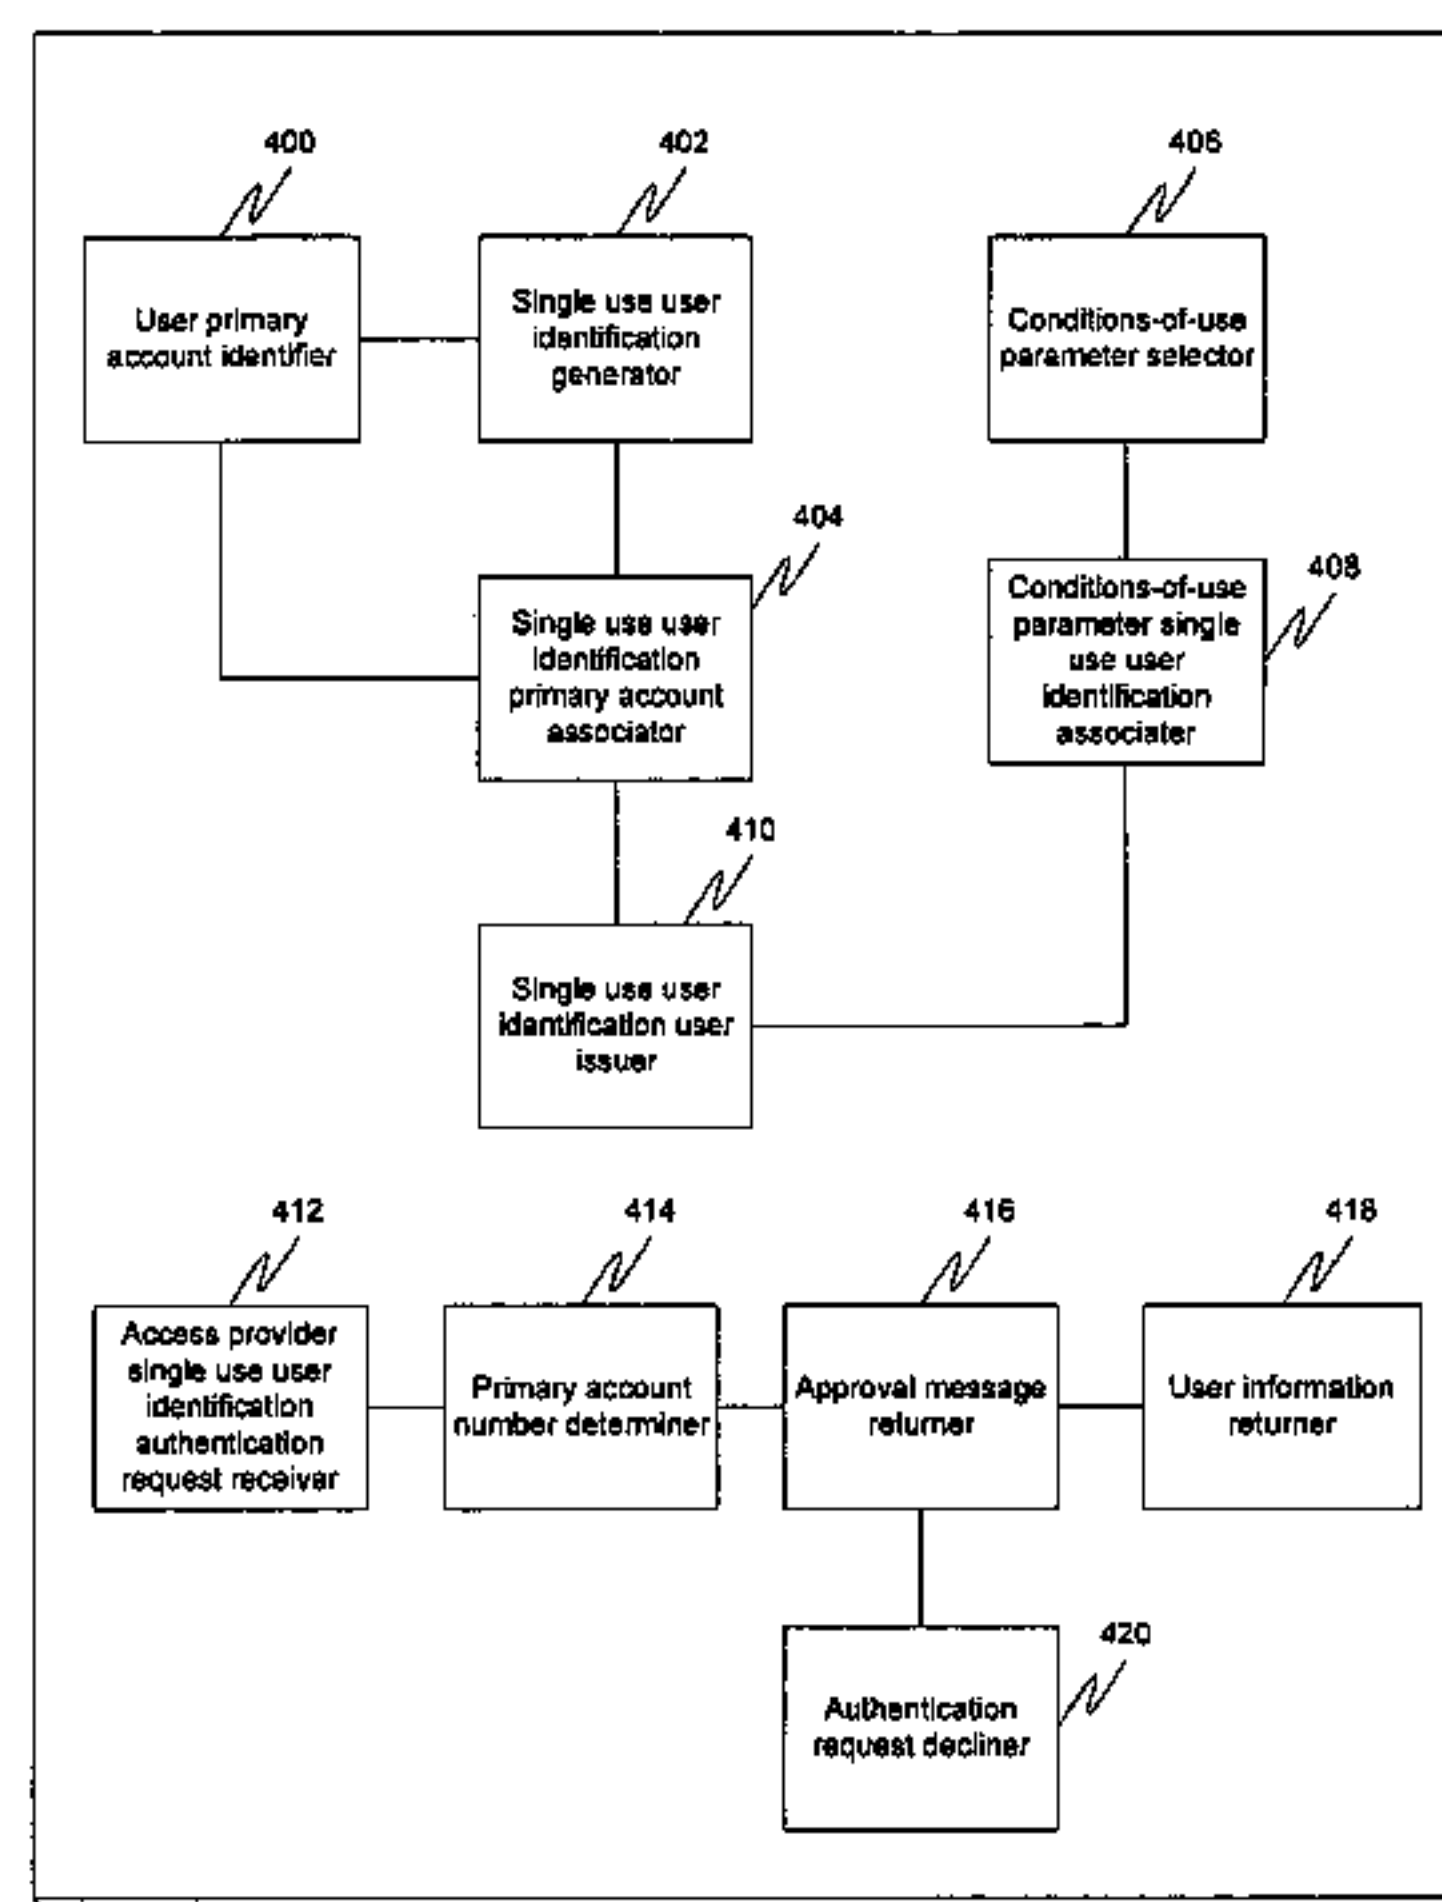 400
402
406
User primary
account identifier
Single use user
identification
generator
Conditions-of-use
parameter selector
404
408
Single use user
identification
primary account
associator
Conditions-of-use
parameter single
use user
identification
associater
410
Single use user
identification user
issuer
412
414
416
418
Access provider
single use user
identification
authentication
request receiver
Primary account
number determiner
Approval message
returner
User information
returner
420
Authentication
request decliner